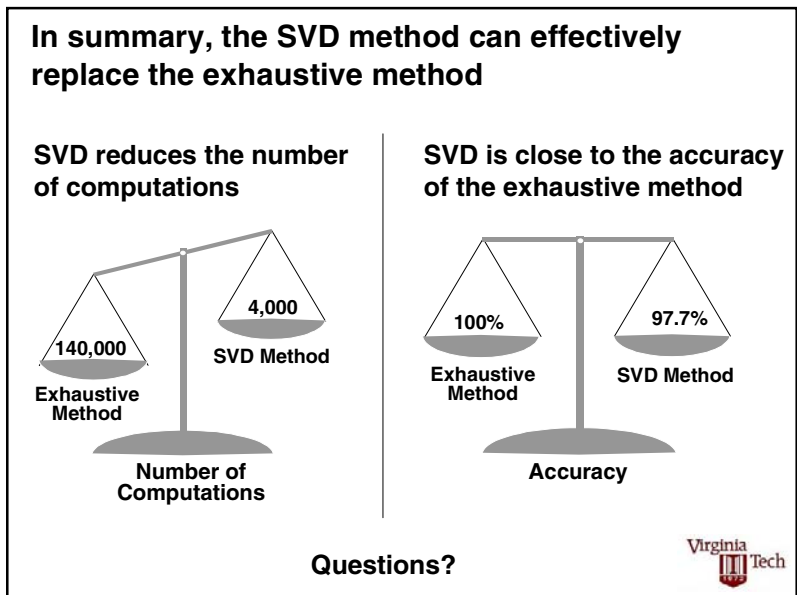 In summary, the SVD method can effectively
replace the exhaustive method
SVD reduces the number
of computations
140,000
Exhaustive
Method
4,000
SVD Method
Number of
Computations
SVD is close to the accuracy
of the exhaustive method
100%
Exhaustive
Method
97.7%
SVD Method
Accuracy
Questions?
Virginia
Tech
1872